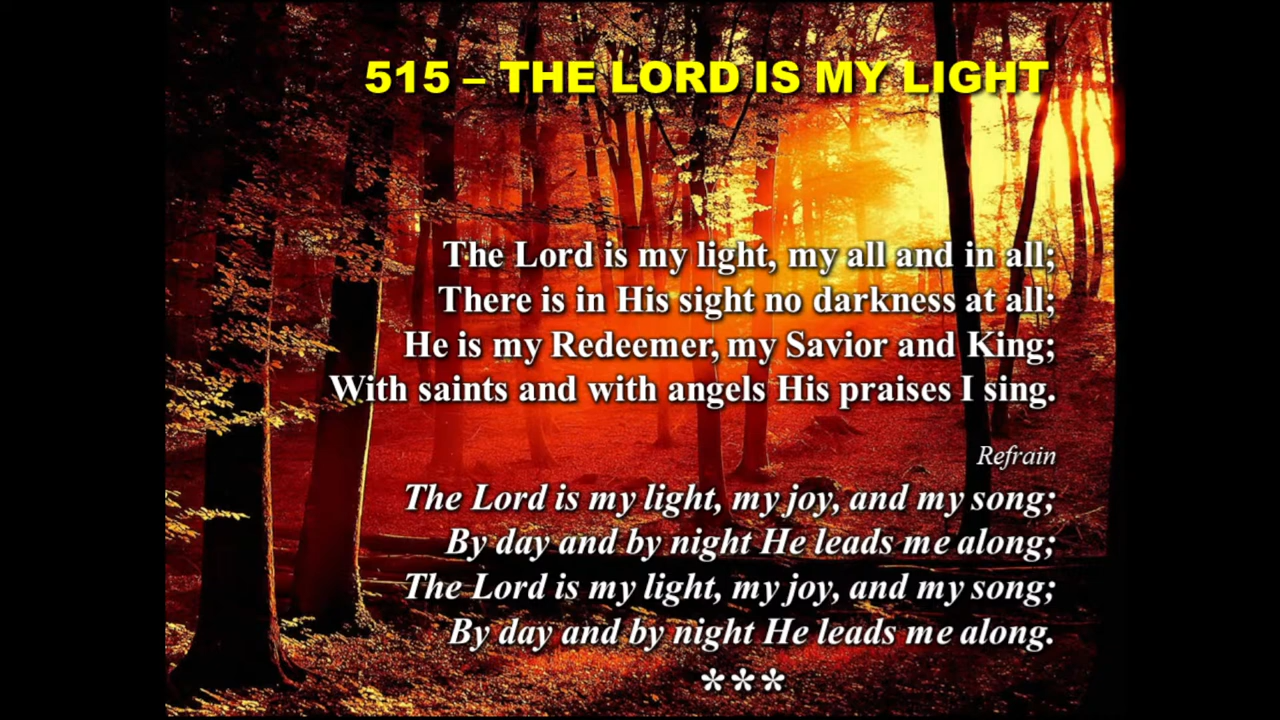 515 – THE LORD IS MY LIGHT
The Lord is my light, my all and in all;
There is in His sight no darkness at all;
He is my Redeemer, my Savior and King;
With saints and with angels His praises I sing.
Refrain
The Lord is my light, my joy, and my song;
By day and by night He leads me along;
The Lord is my light, my joy, and my song;
By day and by night He leads me along.
***